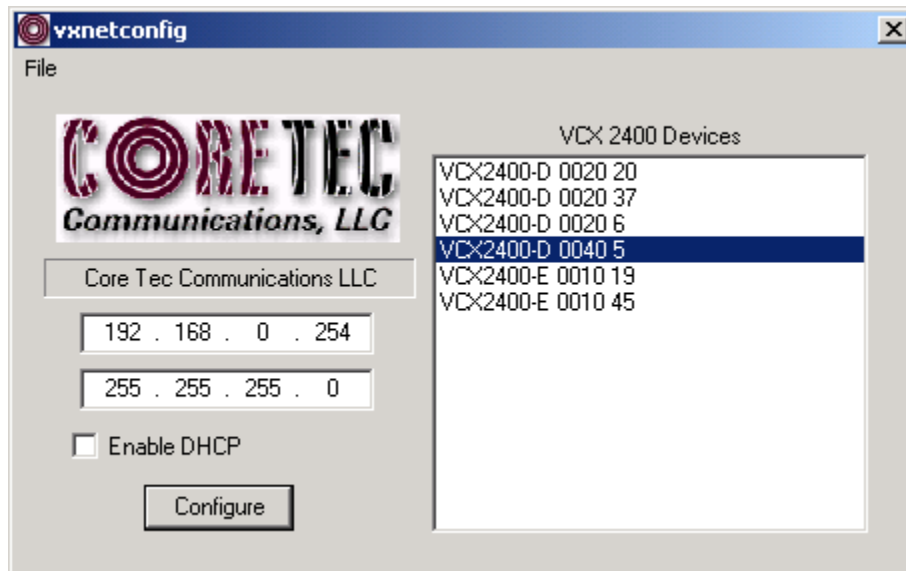 vxnetconfig
File
CORETEC
Communications, LLC
Core Tec Communications LLC
192 . 168 . 0 . 254
255 . 255 . 255 . 0
Enable DHCP
Configure
VCX 2400 Devices
VCX2400-D 0020 20
VCX2400-D 0020 37
VCX2400-D 0020 6
VCX2400-D 0040 5
VCX2400-E 0010 19
VCX2400-E 0010 45